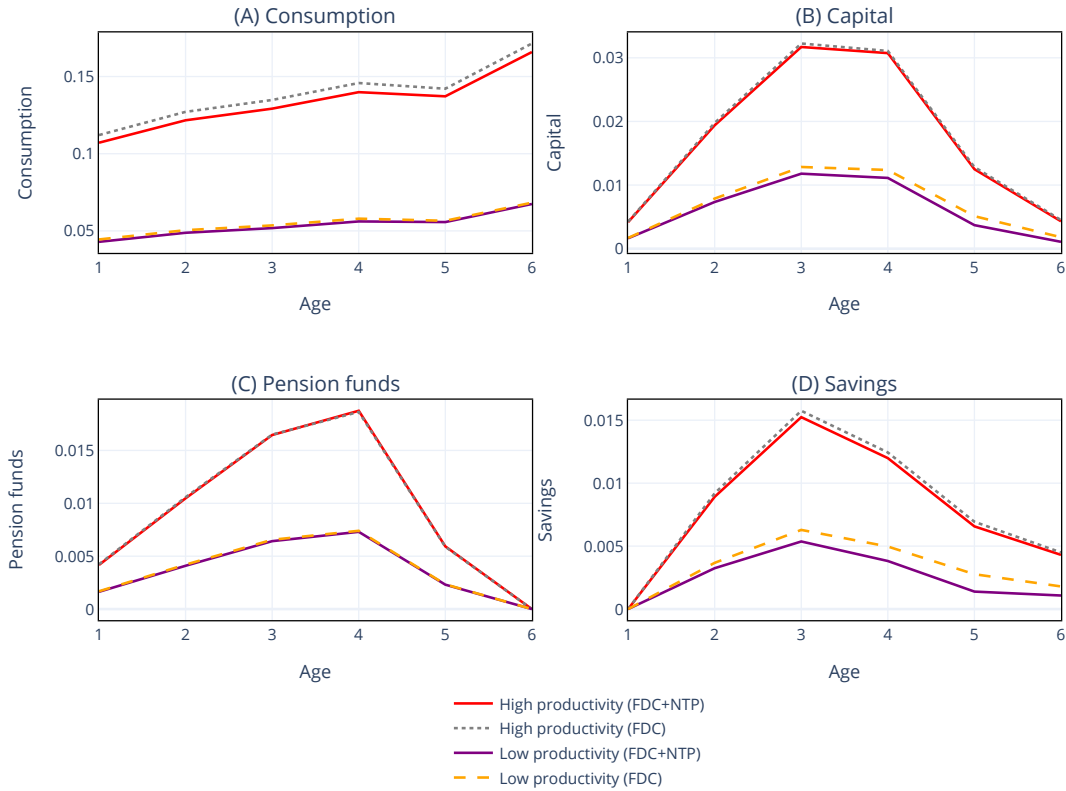 (A) Consumption
(B) Capital
Consumption
0.15
0.1
0.05
1 2 3 4 5 6
Age
Capital
0.03
0.02
0.01
0
1 2 3 4 5 6
Age
(C) Pension funds
(D) Savings
Pension funds
0.015
0.01
0.005
0
1 2 3 4 5 6
Age
Savings
0.015
0.01
0.005
0
1 2 3 4 5 6
Age
High productivity (FDC+NTP)
High productivity (FDC)
Low productivity (FDC+NTP)
Low productivity (FDC)